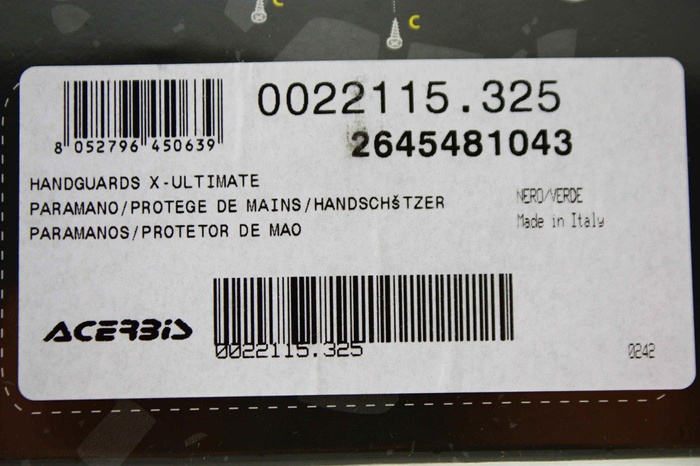 C
C
0022115.325
8 052796 450639
2645481043
HANDGUARDS X-ULTIMATE
PARAMANO/PROTEGE DE MAINS/HANDSCHšTZER
PARAMANOS/PROTETOR DE MAO
NERO/VERDE
Made in Italy
ACERBIS
0022115.325
0242